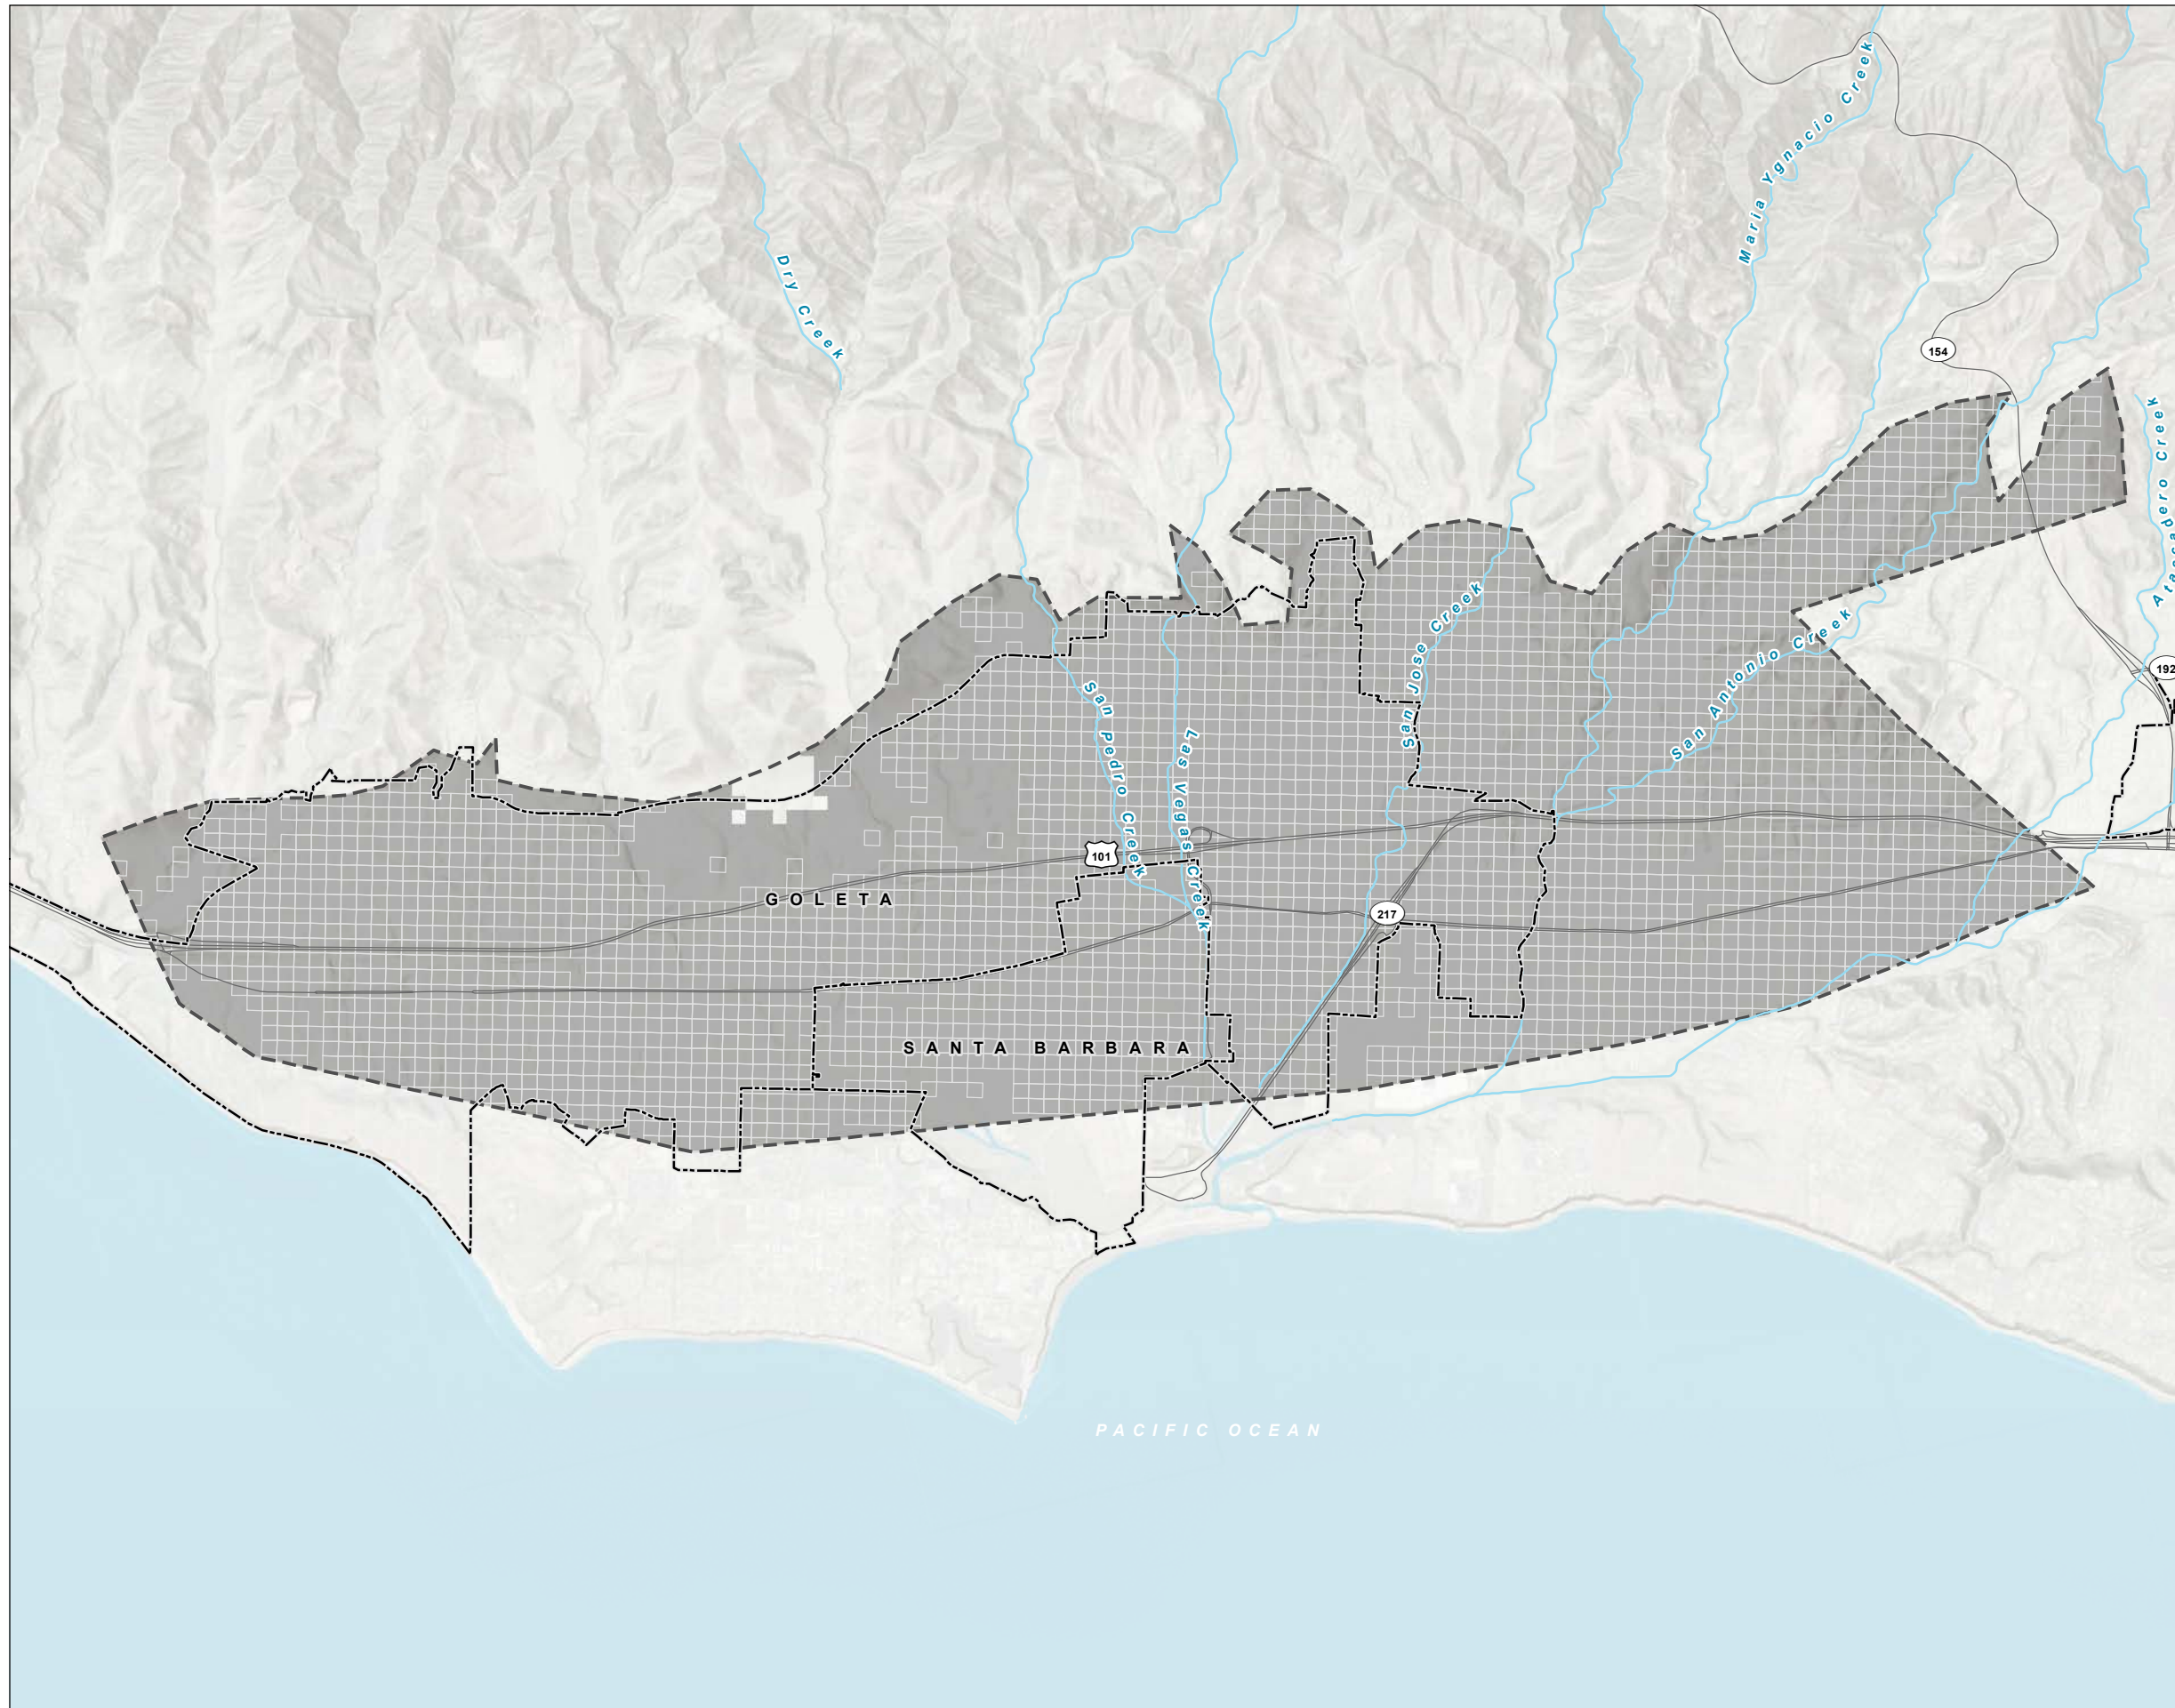 Maria Ygnacio Creek
Dry Creek
154
Atascadero Creek
San Jose Creek
San Antonio Creek
192
San Pedro Creek
Las Vegas Creek
101
GOLETA
217
SANTA BARBARA
PACIFIC OCEAN